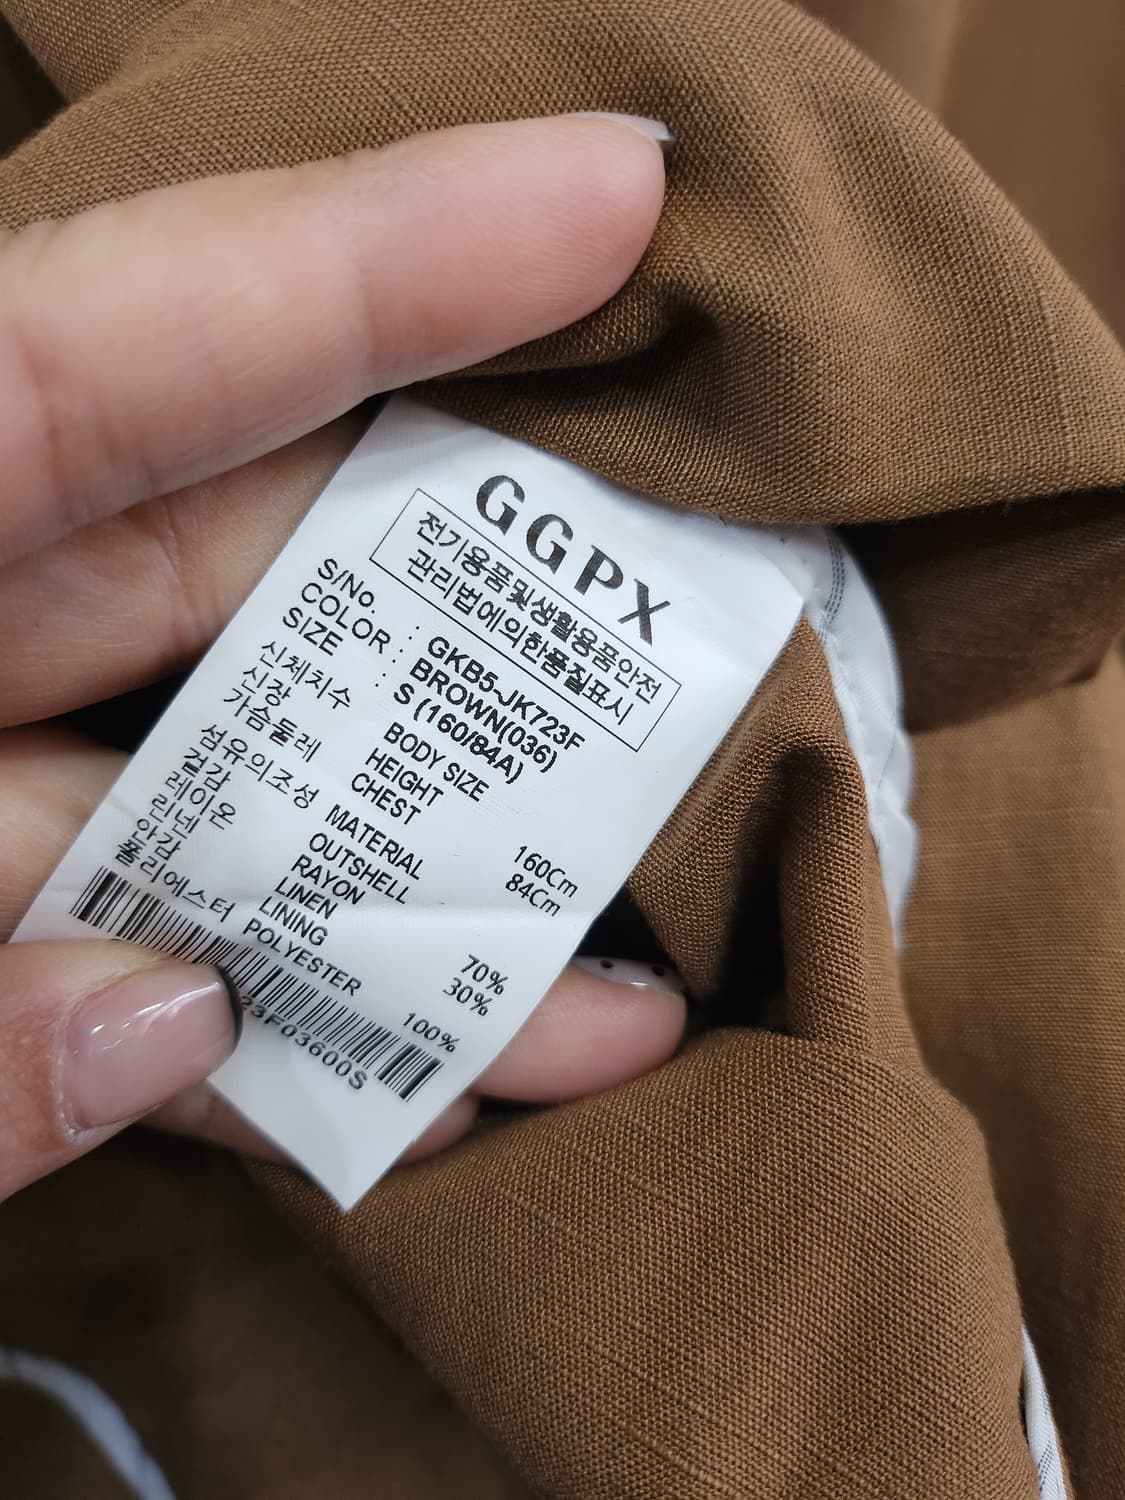 GGPX
전기용품및생활용품안전
관리법에의한품질표시
S/No. : GKB5-JK723F
COLOR : BROWN(036)
SIZE : S (160/84A)
신체치수 BODY SIZE
신장 HEIGHT 160Cm
가슴둘레 CHEST 84Cm
섬유의조성 MATERIAL
겉감 OUTSHELL
레이온 RAYON 70%
린넨 LINEN 30%
안감 LINING
폴리에스터 POLYESTER 100%
23F03600S